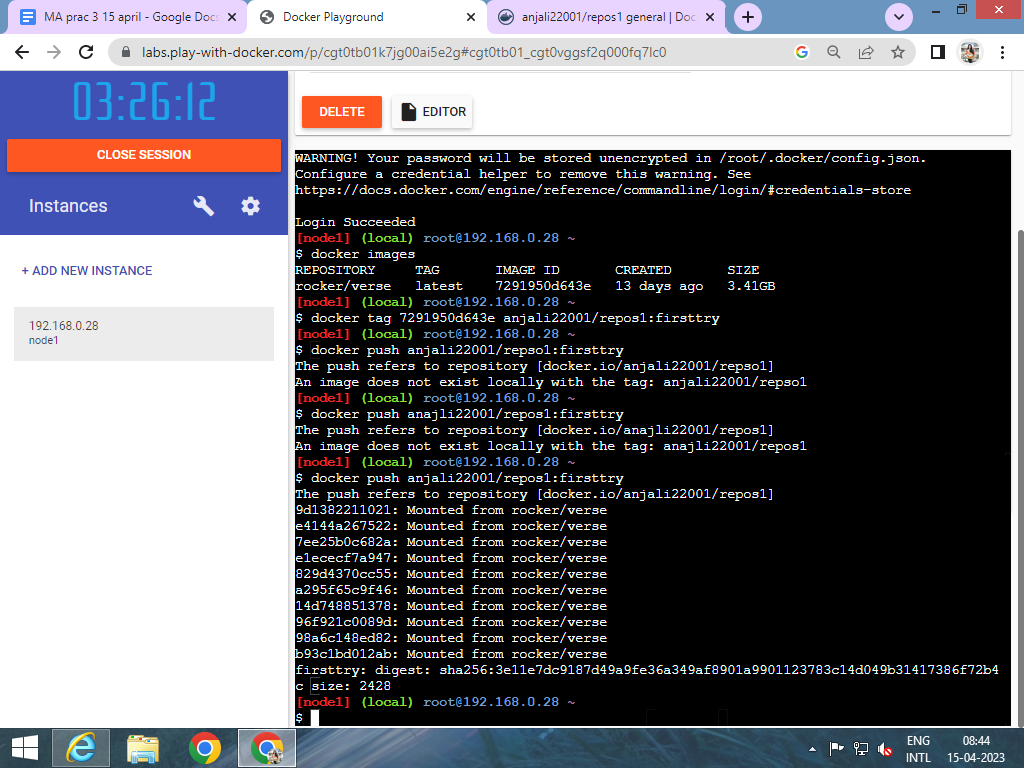 MA prac 3 15 april - Google Docs
Docker Playground
anjali22001/repos1 general | Doc
labs.play-with-docker.com/p/cgt0tb01k7jg00ai5e2g#cgt0tb01_cgt0vggsf2q000fq7lc0
03:26:12
CLOSE SESSION
Instances
+ ADD NEW INSTANCE
192.168.0.28
node1
DELETE
EDITOR
WARNING! Your password will be stored unencrypted in /root/.docker/config.json.
Configure a credential helper to remove this warning. See
https://docs.docker.com/engine/reference/commandline/login/#credentials-store
Login Succeeded
[node1] (local) root@192.168.0.28 ~
$ docker images
REPOSITORY TAG IMAGE ID CREATED SIZE
rocker/verse latest 7291950d643e 13 days ago 3.41GB
[node1] (local) root@192.168.0.28 ~
$ docker tag 7291950d643e anjali22001/repos1:firsttry
[node1] (local) root@192.168.0.28 ~
$ docker push anjali22001/repso1:firsttry
The push refers to repository [docker.io/anjali22001/repso1]
An image does not exist locally with the tag: anjali22001/repso1
[node1] (local) root@192.168.0.28 ~
$ docker push anajli22001/repos1:firsttry
The push refers to repository [docker.io/anajli22001/repos1]
An image does not exist locally with the tag: anajli22001/repos1
[node1] (local) root@192.168.0.28 ~
$ docker push anjali22001/repos1:firsttry
The push refers to repository [docker.io/anjali22001/repos1]
9d1382211021: Mounted from rocker/verse
e4144a267522: Mounted from rocker/verse
7ee25b0c682a: Mounted from rocker/verse
e1ececf7a947: Mounted from rocker/verse
829d4370cc55: Mounted from rocker/verse
a295f65c9f46: Mounted from rocker/verse
14d748851378: Mounted from rocker/verse
96f921c0089d: Mounted from rocker/verse
98a6c148ed82: Mounted from rocker/verse
b93c1bd012ab: Mounted from rocker/verse
firsttry: digest: sha256:3e11e7dc9187d49a9fe36a349af8901a9901123783c14d049b31417386f72b4
c size: 2428
[node1] (local) root@192.168.0.28 ~
$
ENG
INTL
08:44
15-04-2023